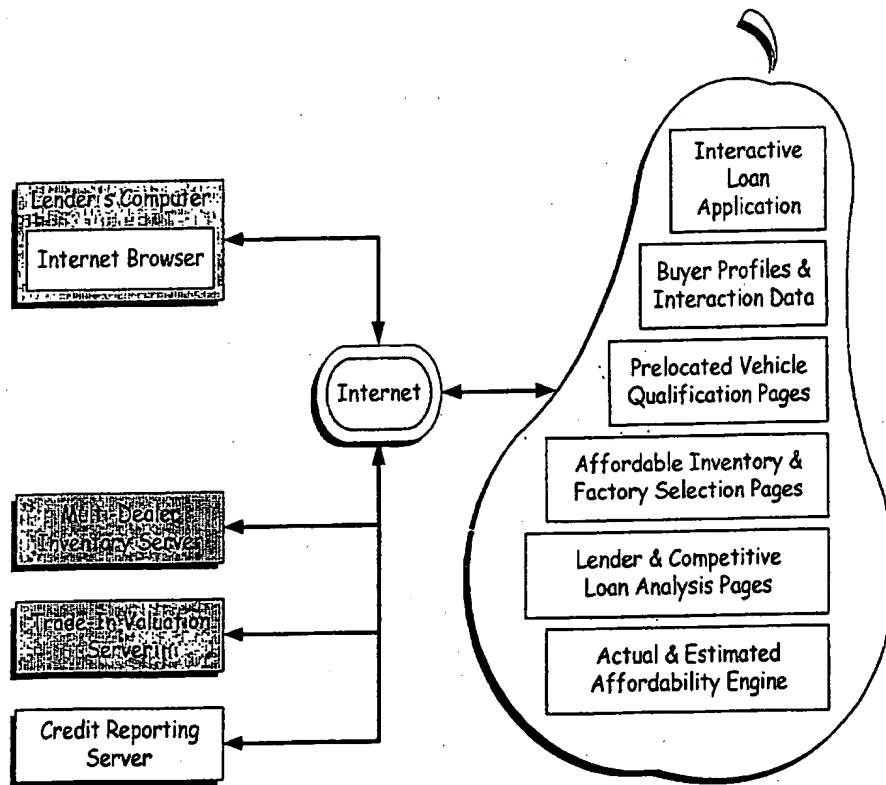 Lender's Computer
Internet Browser
Internet
Multi-Dealer
Inventory Server
Trade-In Valuation
Server
Credit Reporting
Server
Interactive
Loan
Application
Buyer Profiles &
Interaction Data
Prelocated Vehicle
Qualification Pages
Affordable Inventory &
Factory Selection Pages
Lender & Competitive
Loan Analysis Pages
Actual & Estimated
Affordability Engine